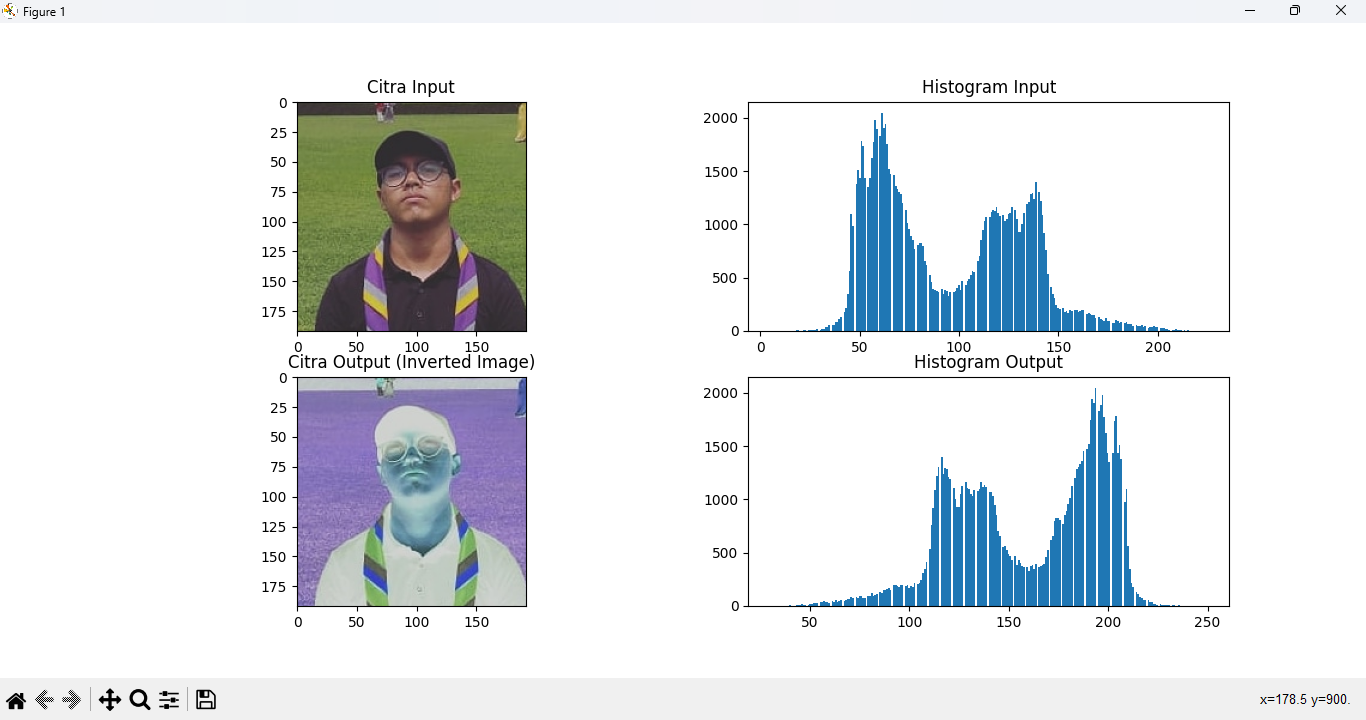 Figure 1
Citra Input
0
25
50
75
100
125
150
175
0 50 100 150
Histogram Input
2000
1500
1000
500
0
0 50 100 150 200
Citra Output (Inverted Image)
0
25
50
75
100
125
150
175
0 50 100 150
Histogram Output
2000
1500
1000
500
0
50 100 150 200 250
x=178.5 y=900.